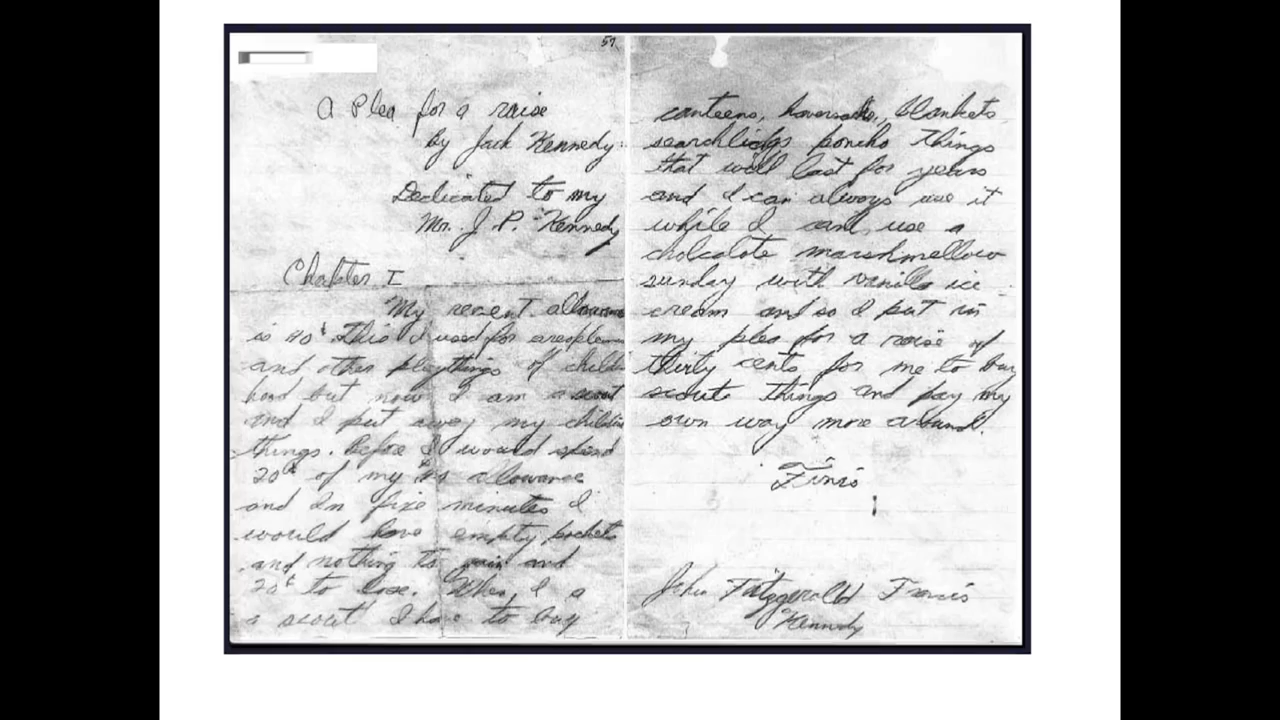 57
A Plea for a raise
By Jack Kennedy
Dedicated to my
Mr. J. P. Kennedy
Chapter I
My recent allowance
is 40¢. This I used for areoplanes
and other playthings of child-
hood but now I am a scout
and I put away my childish
things. Before I would spend
20¢ of my ¢40 allowance
and In five minutes I
would have empty pockets
and nothing to gain and
20¢ to lose. When I a
a scout I have to buy
canteens, haversacks, blankets
searchlidgs poncho things
that will last for years
and I can always use it
while I cant use a
cholcalote marshmellow
sunday with vanilla ice
cream and so I put in
my plea for a raise of
thirty cents for me to buy
scouts things and pay my
own way more around.
Finis
John Fitzgerald Francis
Kennedy